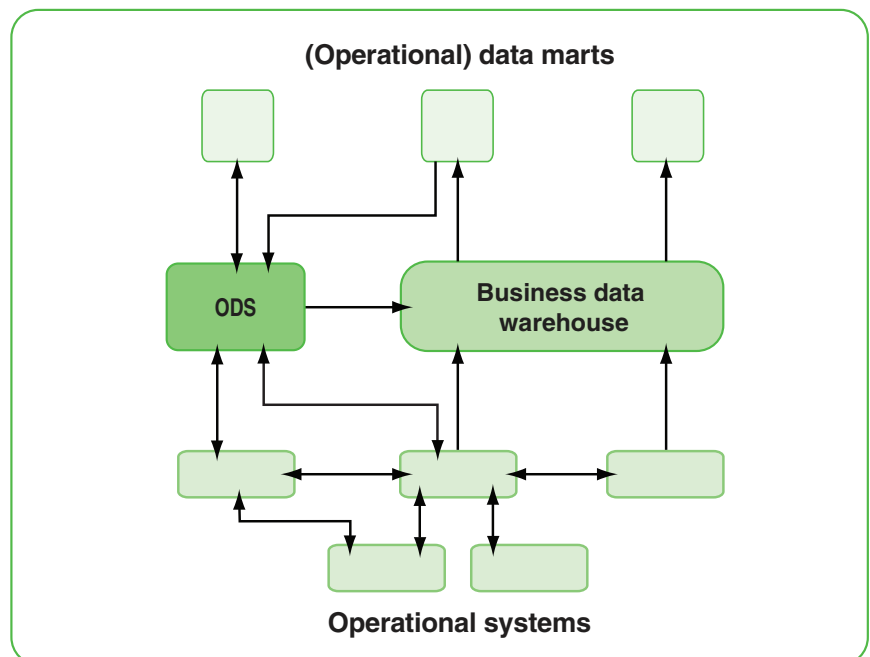 (Operational) data marts
ODS
Business data
warehouse
Operational systems